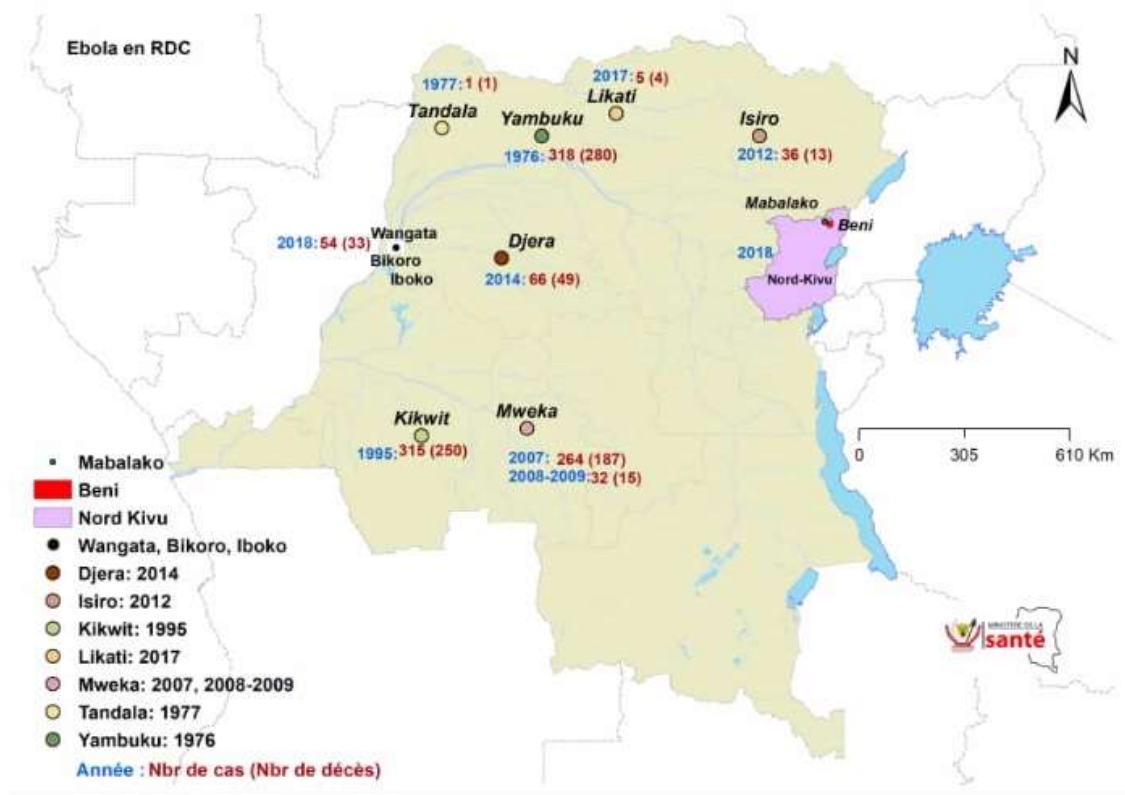 Ebola en RDC
N
1977: 1 (1)
Tandala
2017: 5 (4)
Likati
Yambuku
1976: 318 (280)
Isiro
2012: 36 (13)
Mabalako
Beni
2018
Nord-Kivu
2018: 54 (33)
Wangata
Bikoro
Iboko
Djera
2014: 66 (49)
Kikwit
1995: 315 (250)
Mweka
2007: 264 (187)
2008-2009: 32 (15)
0 305 610 Km
Mabalako
Beni
Nord Kivu
Wangata, Bikoro, Iboko
Djera: 2014
Isiro: 2012
Kikwit: 1995
Likati: 2017
Mweka: 2007, 2008-2009
Tandala: 1977
Yambuku: 1976
Année : Nbr de cas (Nbr de décès)
MINISTERE DE LA
santé